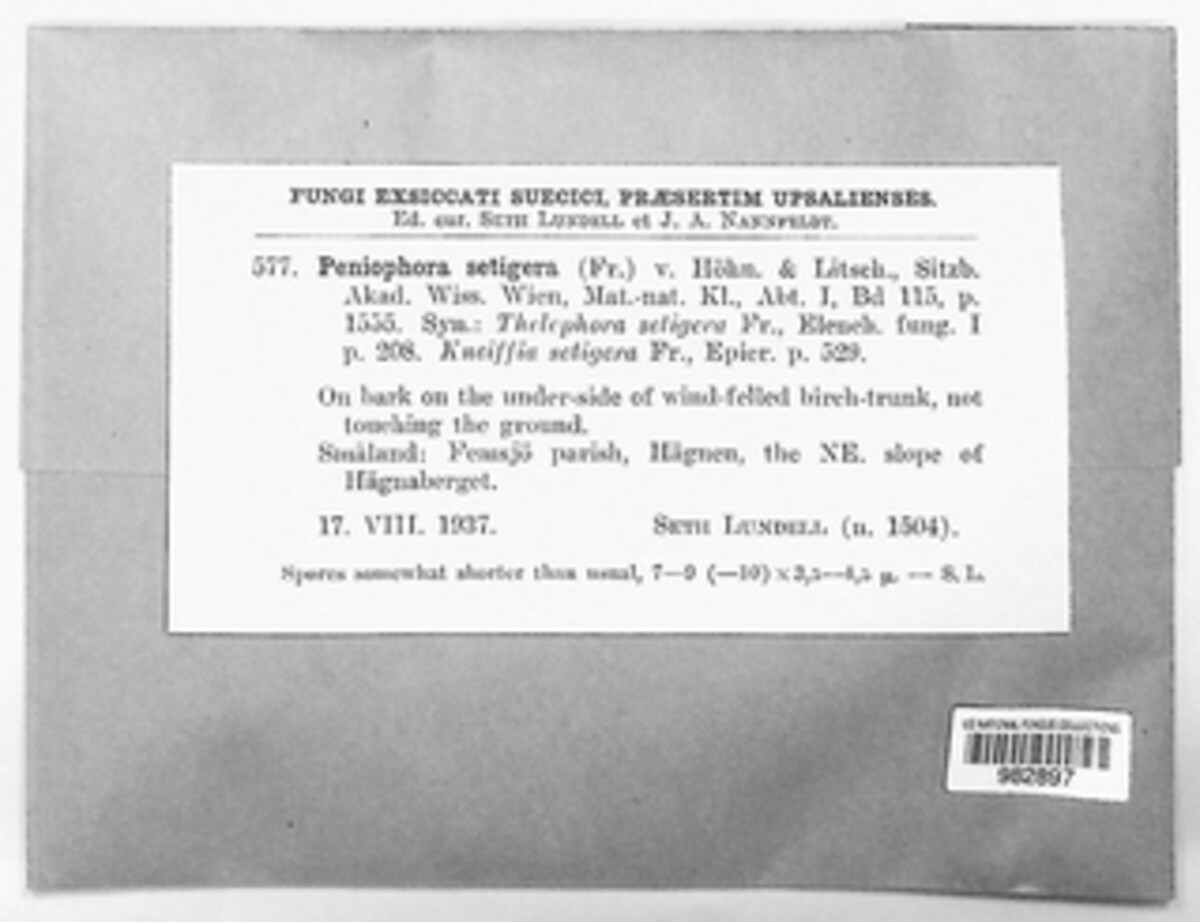 FUNGI EXSICCATI SUECICI, PRÆSERTIM UPSALIENSES.
Ed. cur. SETH LUNDELL et J. A. NANNFELDT.
577. Peniophora setigera (Fr.) v. Höhn. & Litsch., Sitzb.
Akad. Wiss. Wien, Mat.-nat. Kl., Abt. I, Bd 115, p.
1555. Syn.: Thelephora setigera Fr., Elench. fung. I
p. 208. Kneiffia setigera Fr., Epicr. p. 529.
On bark on the under-side of wind-felled birch-trunk, not
touching the ground.
Småland: Femsjö parish, Hägnen, the NE. slope of
Hägnaberget.
17. VIII. 1937. SETH LUNDELL (n. 1504).
Spores somewhat shorter than usual, 7—9 (—10) × 3,5—4,5 μ. — S. L.
US NATIONAL FUNGUS COLLECTIONS
982897